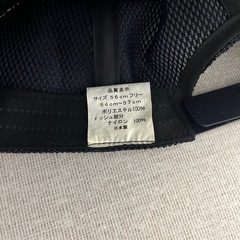 品質表示
サイズ 56cmフリー
54cm~57cm
ポリエステル100%
メッシュ部分
ナイロン 100%
日本製